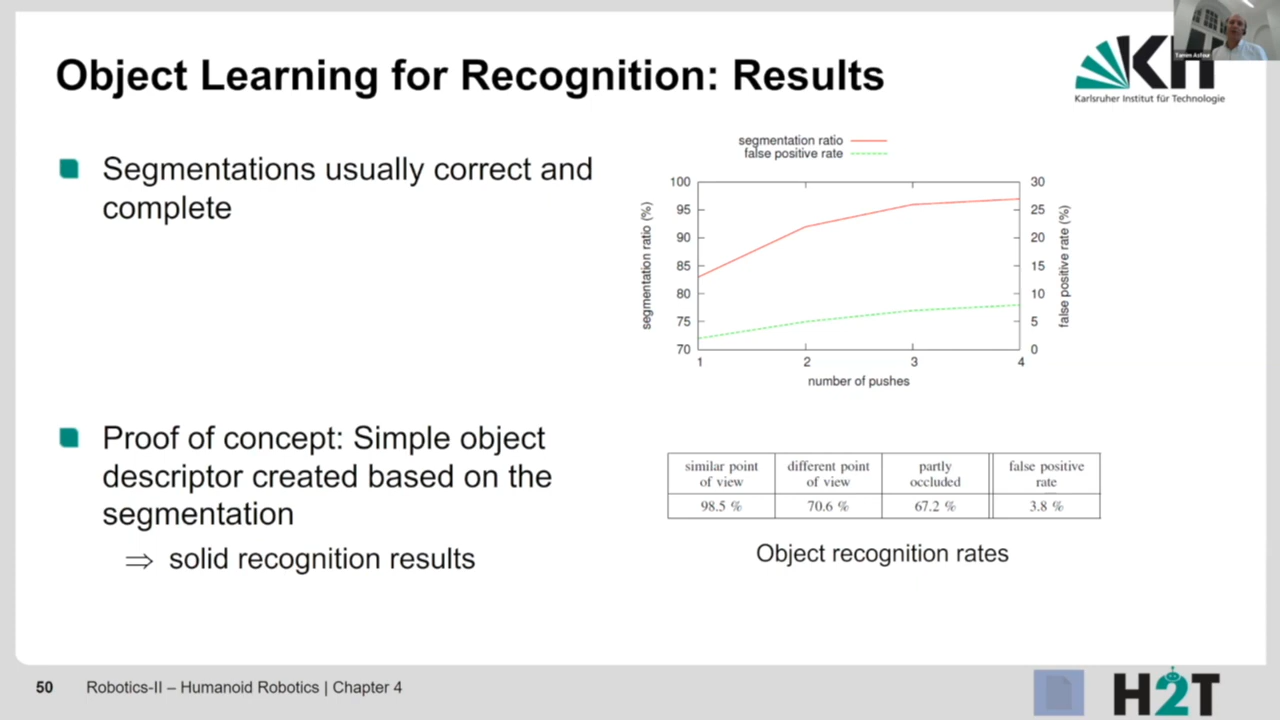 Object Learning for Recognition: Results
KIT
Karlsruher Institut für Technologie
Tamim Asfour
Segmentations usually correct and
complete
segmentation ratio
false positive rate
segmentation ratio (%)
100
95
90
85
80
75
70
30
25
20
15
10
5
0
false positive rate (%)
1 2 3 4
number of pushes
Proof of concept: Simple object
descriptor created based on the
segmentation
⇒ solid recognition results
similar point of view different point of view partly occluded false positive rate
98.5 % 70.6 % 67.2 % 3.8 %
Object recognition rates
50 Robotics-II – Humanoid Robotics | Chapter 4
H2T